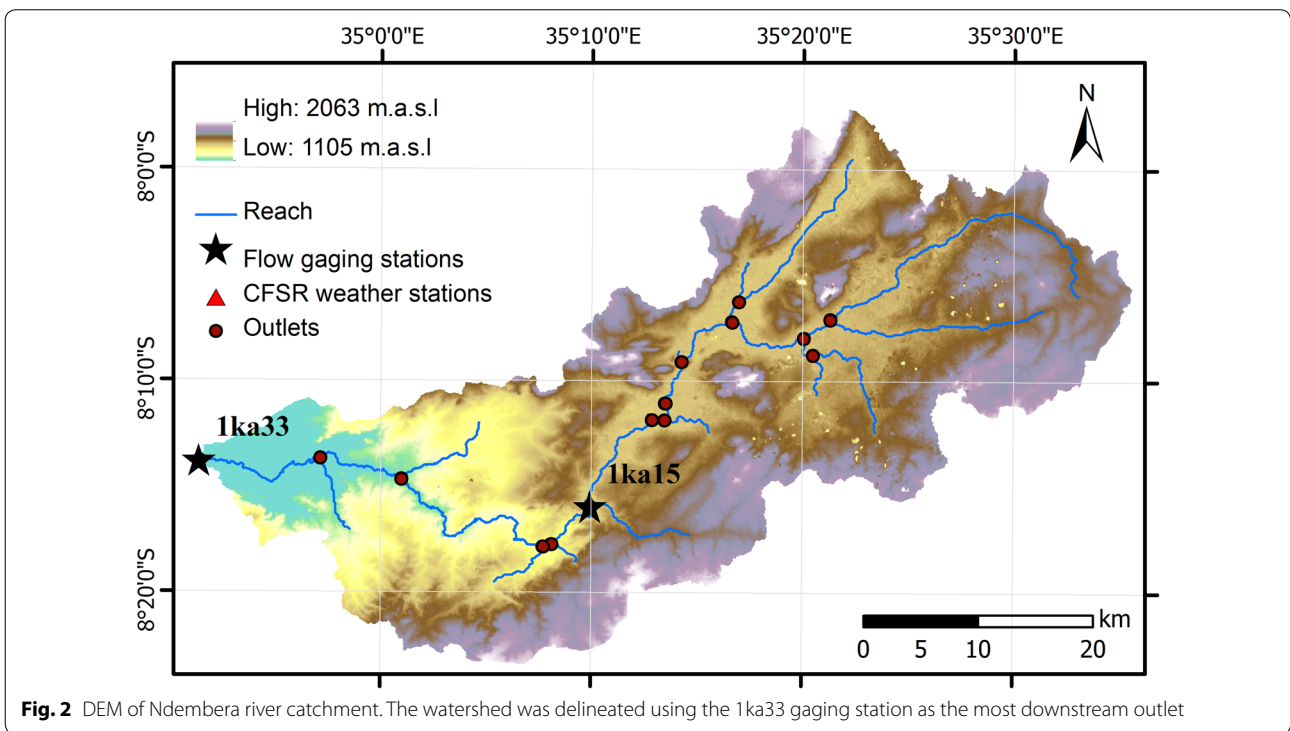 35°0'0"E 35°10'0"E 35°20'0"E 35°30'0"E
N
High: 2063 m.a.s.l
Low: 1105 m.a.s.l
8°0'0"S
Reach
Flow gaging stations
CFSR weather stations
Outlets
8°10'0"S
1ka33
1ka15
8°20'0"S
km
0 5 10 20
Fig. 2 DEM of Ndembera river catchment. The watershed was delineated using the 1ka33 gaging station as the most downstream outlet